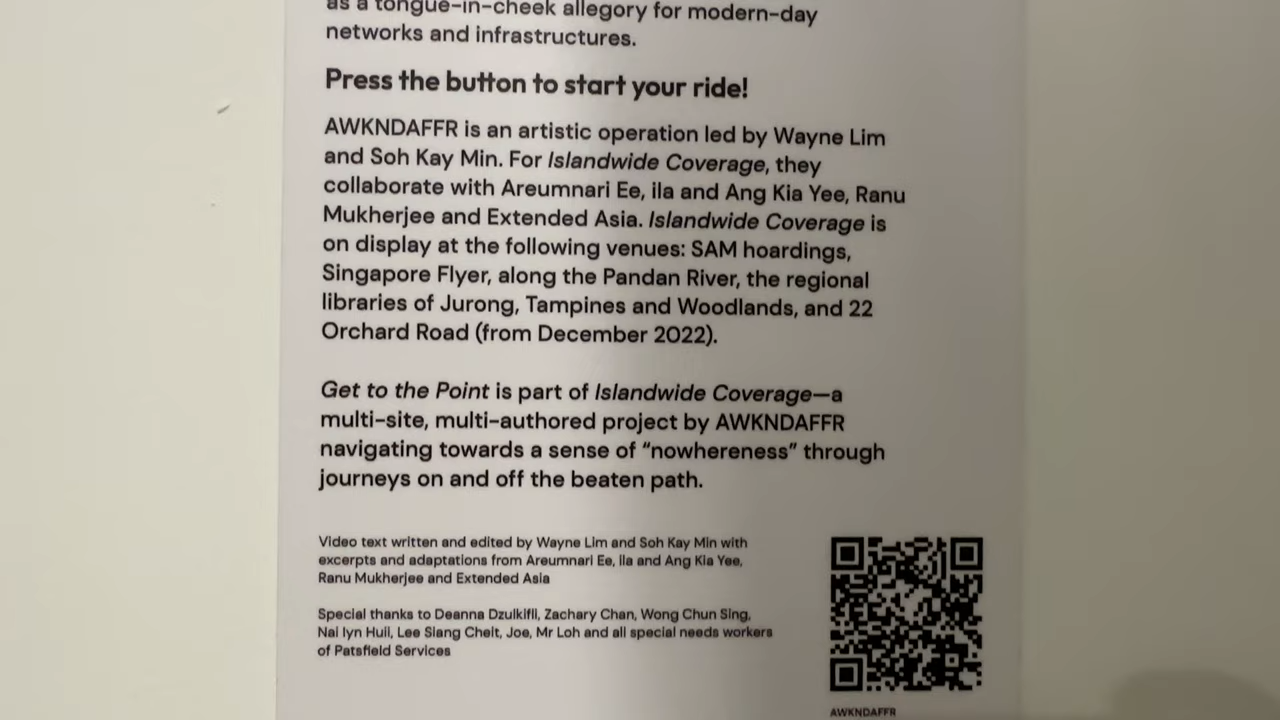 as a tongue-in-cheek allegory for modern-day
networks and infrastructures.
Press the button to start your ride!
AWKNDAFFR is an artistic operation led by Wayne Lim
and Soh Kay Min. For Islandwide Coverage, they
collaborate with Areumnari Ee, ila and Ang Kia Yee, Ranu
Mukherjee and Extended Asia. Islandwide Coverage is
on display at the following venues: SAM hoardings,
Singapore Flyer, along the Pandan River, the regional
libraries of Jurong, Tampines and Woodlands, and 22
Orchard Road (from December 2022).
Get to the Point is part of Islandwide Coverage—a
multi-site, multi-authored project by AWKNDAFFR
navigating towards a sense of “nowhereness” through
journeys on and off the beaten path.
Video text written and edited by Wayne Lim and Soh Kay Min with
excerpts and adaptations from Areumnari Ee, ila and Ang Kia Yee,
Ranu Mukherjee and Extended Asia
Special thanks to Deanna Dzulkifli, Zachary Chan, Wong Chun Sing,
Nai Iyn Huii, Lee Siang Cheit, Joe, Mr Loh and all special needs workers
of Patsfield Services
AWKNDAFFR